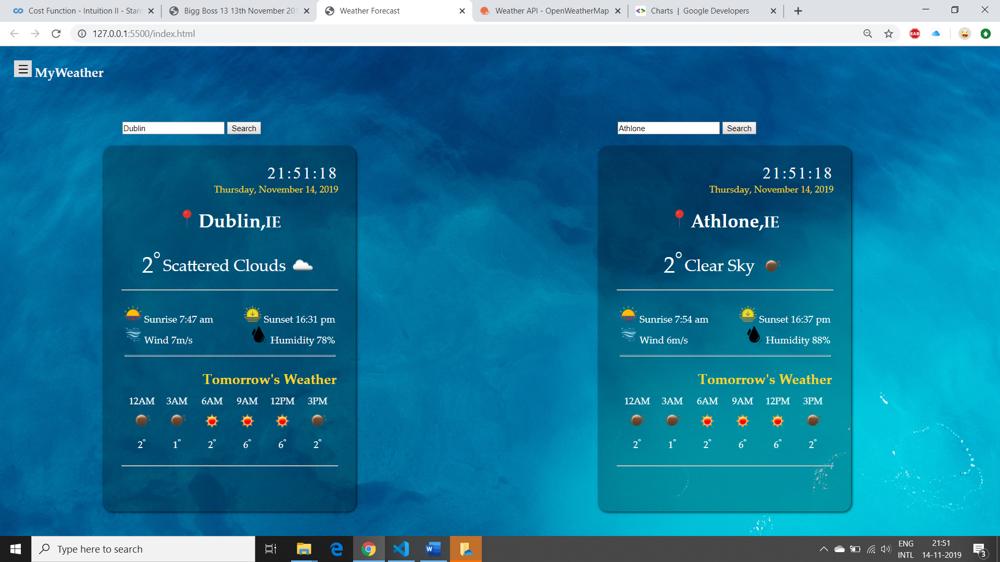 Cost Function - Intuition II - Stan
Bigg Boss 13 13th November 201
Weather Forecast
Weather API - OpenWeatherMap
Charts | Google Developers
127.0.0.1:5500/index.html
EAB
MyWeather
Dublin
Search
21:51:18
Thursday, November 14, 2019
Dublin,IE
2° Scattered Clouds
Sunrise 7:47 am
Sunset 16:31 pm
Wind 7m/s
Humidity 78%
Tomorrow's Weather
12AM 3AM 6AM 9AM 12PM 3PM
2° 1° 2° 6° 6° 2°
Athlone
Search
21:51:18
Thursday, November 14, 2019
Athlone,IE
2° Clear Sky
Sunrise 7:54 am
Sunset 16:37 pm
Wind 6m/s
Humidity 88%
Tomorrow's Weather
12AM 3AM 6AM 9AM 12PM 3PM
2° 1° 2° 6° 6° 2°
Type here to search
ENG
INTL
21:51
14-11-2019
3